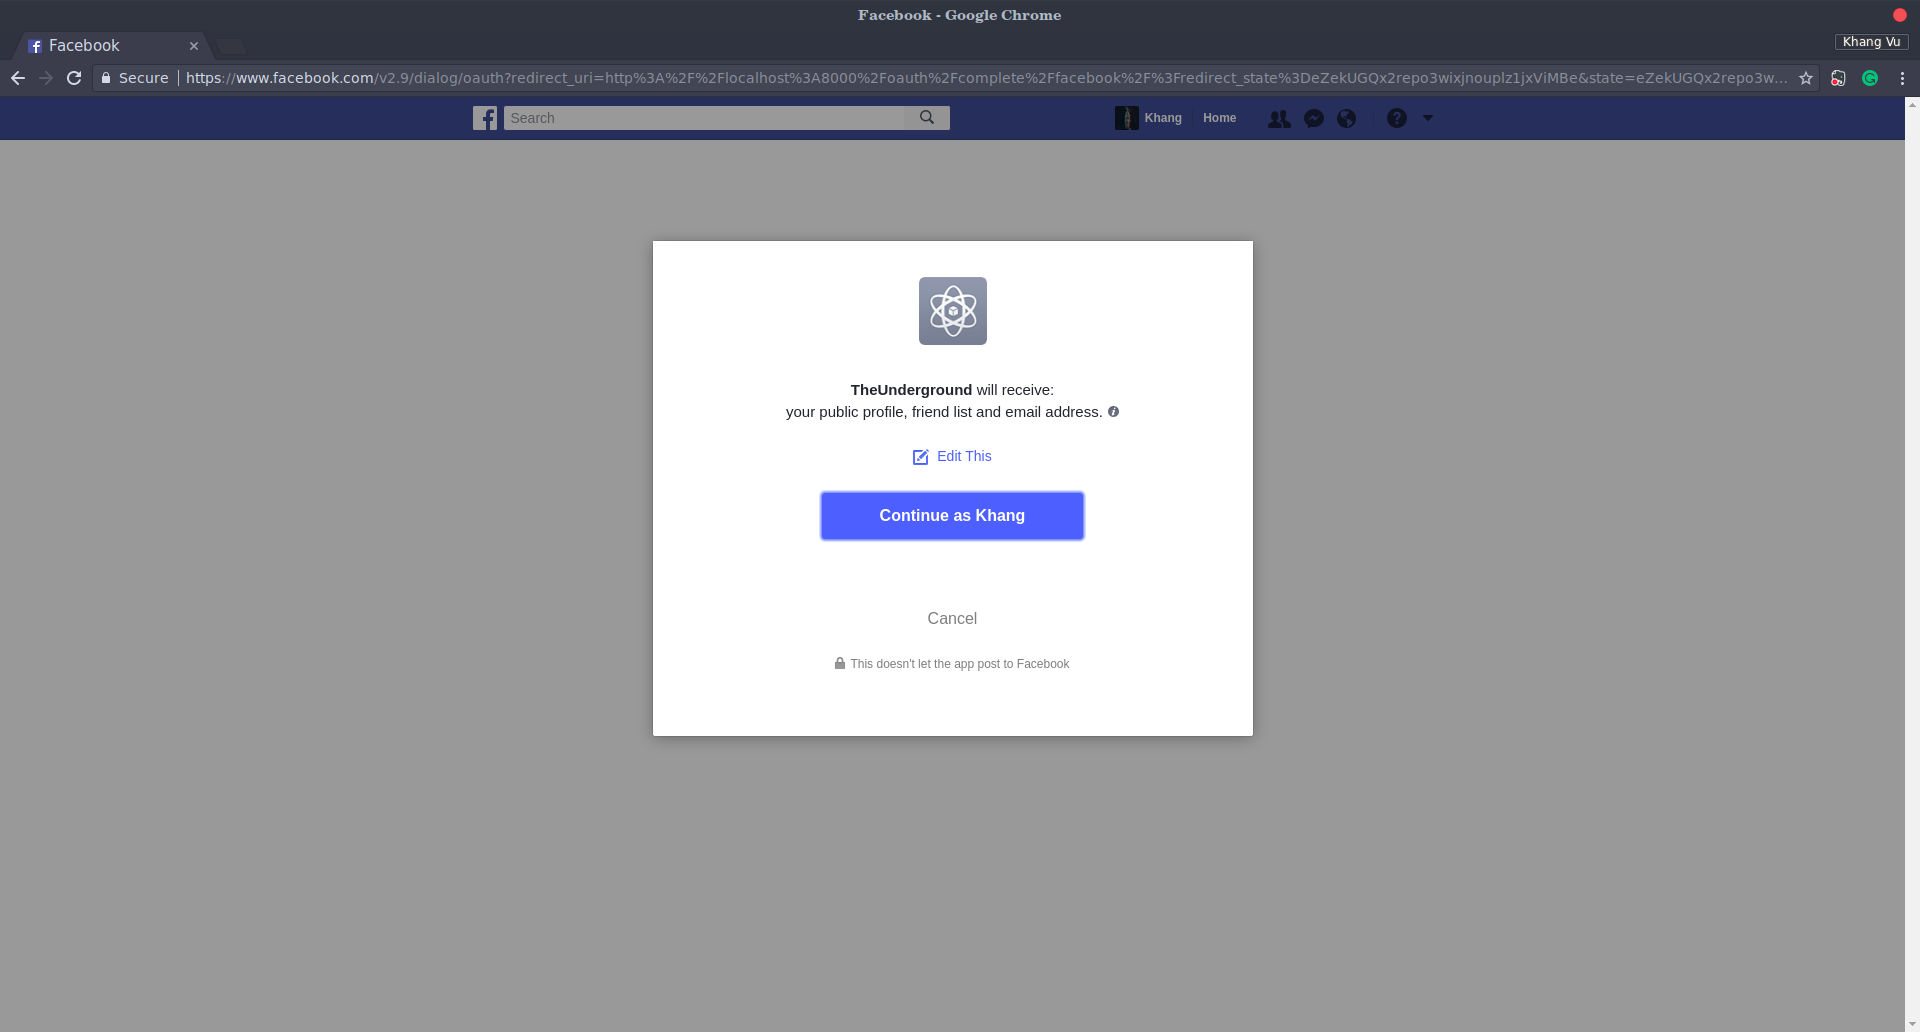 Facebook - Google Chrome
Facebook
Khang Vu
Secure https://www.facebook.com/v2.9/dialog/oauth?redirect_uri=http%3A%2F%2Flocalhost%3A8000%2Foauth%2Fcomplete%2Ffacebook%2F%3Fredirect_state%3DeZekUGQx2repo3wixjnouplz1jxViMBe&state=eZekUGQx2repo3w...
Search
Khang Home
TheUnderground will receive:
your public profile, friend list and email address.
Edit This
Continue as Khang
Cancel
This doesn't let the app post to Facebook